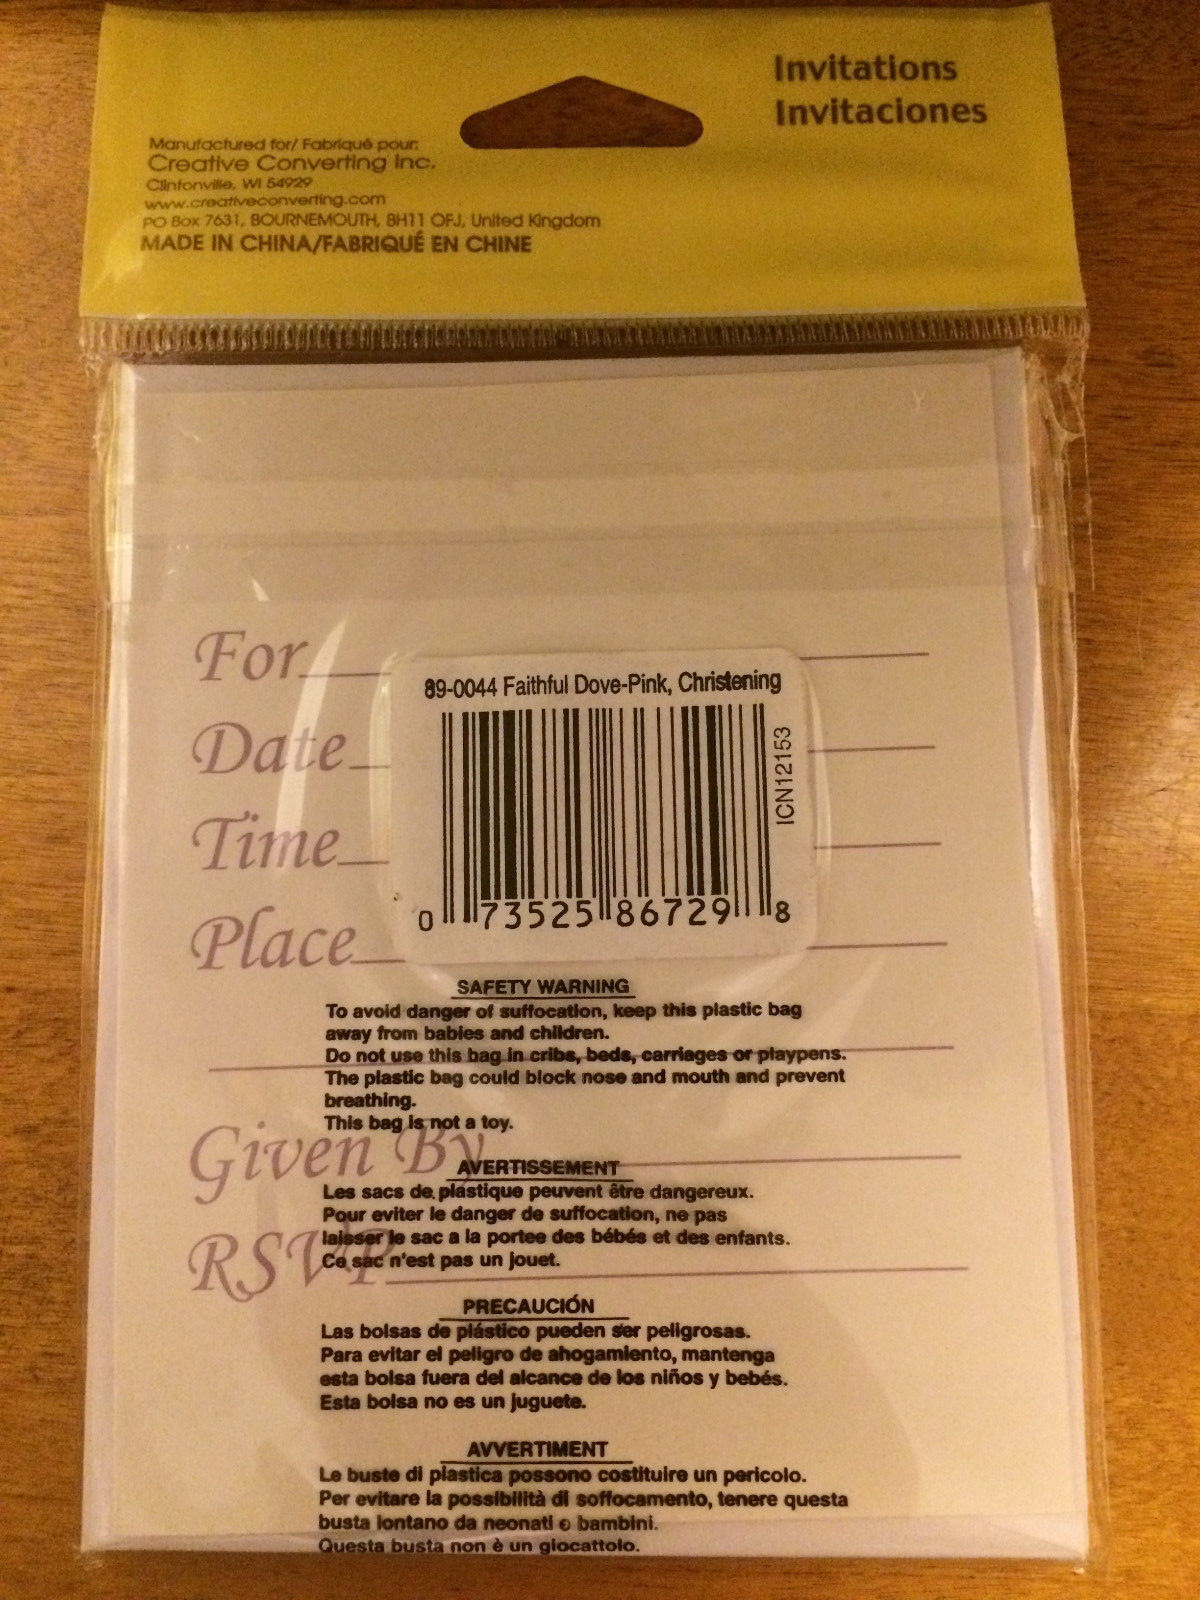 Invitations
Invitaciones
Manufactured for/ Fabriqué pour:
Creative Converting Inc.
Clintonville, WI 54929
www.creativeconverting.com
PO Box 7631, BOURNEMOUTH, BH11 OFJ, United Kingdom
MADE IN CHINA/FABRIQUÉ EN CHINE
For
Date
Time
Place
89-0044 Faithful Dove-Pink, Christening
ICN12153
0 73525 86729 8
SAFETY WARNING
To avoid danger of suffocation, keep this plastic bag
away from babies and children.
Do not use this bag in cribs, beds, carriages or playpens.
The plastic bag could block nose and mouth and prevent
breathing.
This bag is not a toy.
Given By
AVERTISSEMENT
Les sacs de plastique peuvent être dangereux.
Pour eviter le danger de suffocation, ne pas
laisser le sac a la portee des bébés et des enfants.
Ce sac n'est pas un jouet.
RSVP
PRECAUCIÓN
Las bolsas de plástico pueden ser peligrosas.
Para evitar el peligro de ahogamiento, mantenga
esta bolsa fuera del alcance de los niños y bebés.
Esta bolsa no es un juguete.
AVVERTIMENT
Le buste di plastica possono costituire un pericolo.
Per evitare la possibilità di soffocamento, tenere questa
busta lontano da neonati e bambini.
Questa busta non è un giocattolo.